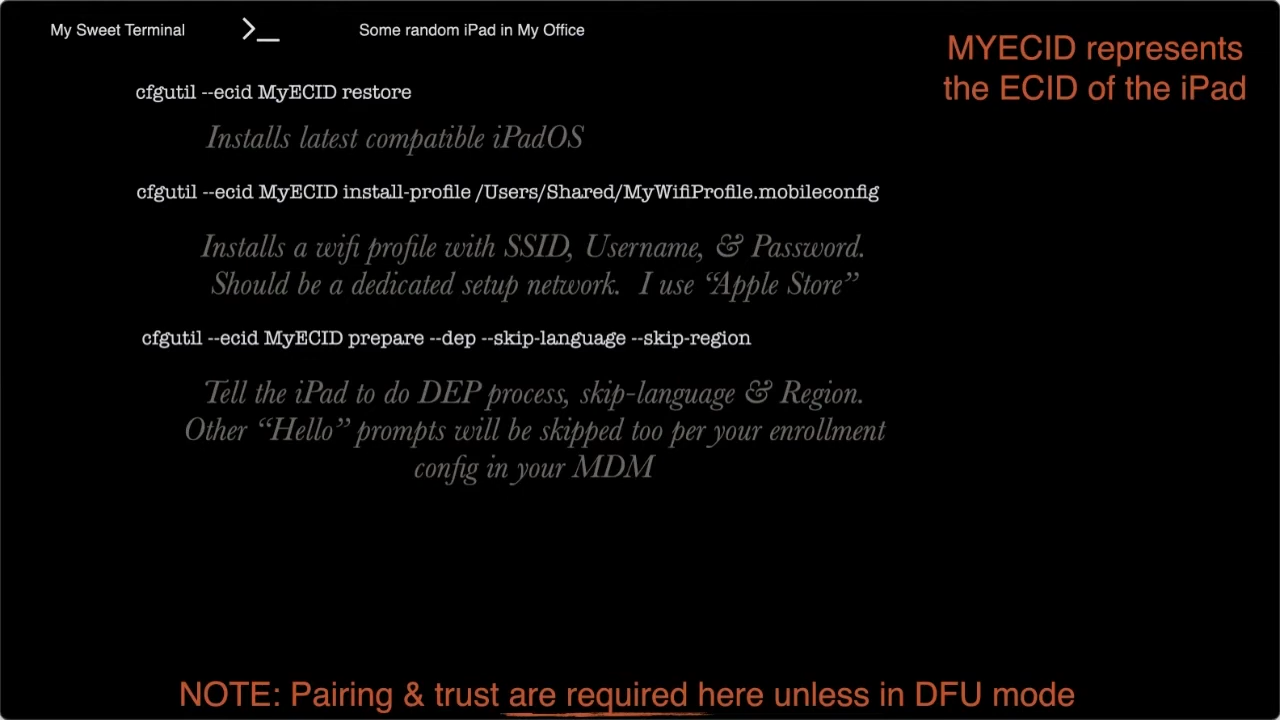 My Sweet Terminal >_ Some random iPad in My Office
MYECID represents
the ECID of the iPad
cfgutil --ecid MyECID restore
Installs latest compatible iPadOS
cfgutil --ecid MyECID install-profile /Users/Shared/MyWifiProfile.mobileconfig
Installs a wifi profile with SSID, Username, & Password.
Should be a dedicated setup network. I use “Apple Store”
cfgutil --ecid MyECID prepare --dep --skip-language --skip-region
Tell the iPad to do DEP process, skip-language & Region.
Other “Hello” prompts will be skipped too per your enrollment
config in your MDM
NOTE: Pairing & trust are required here unless in DFU mode